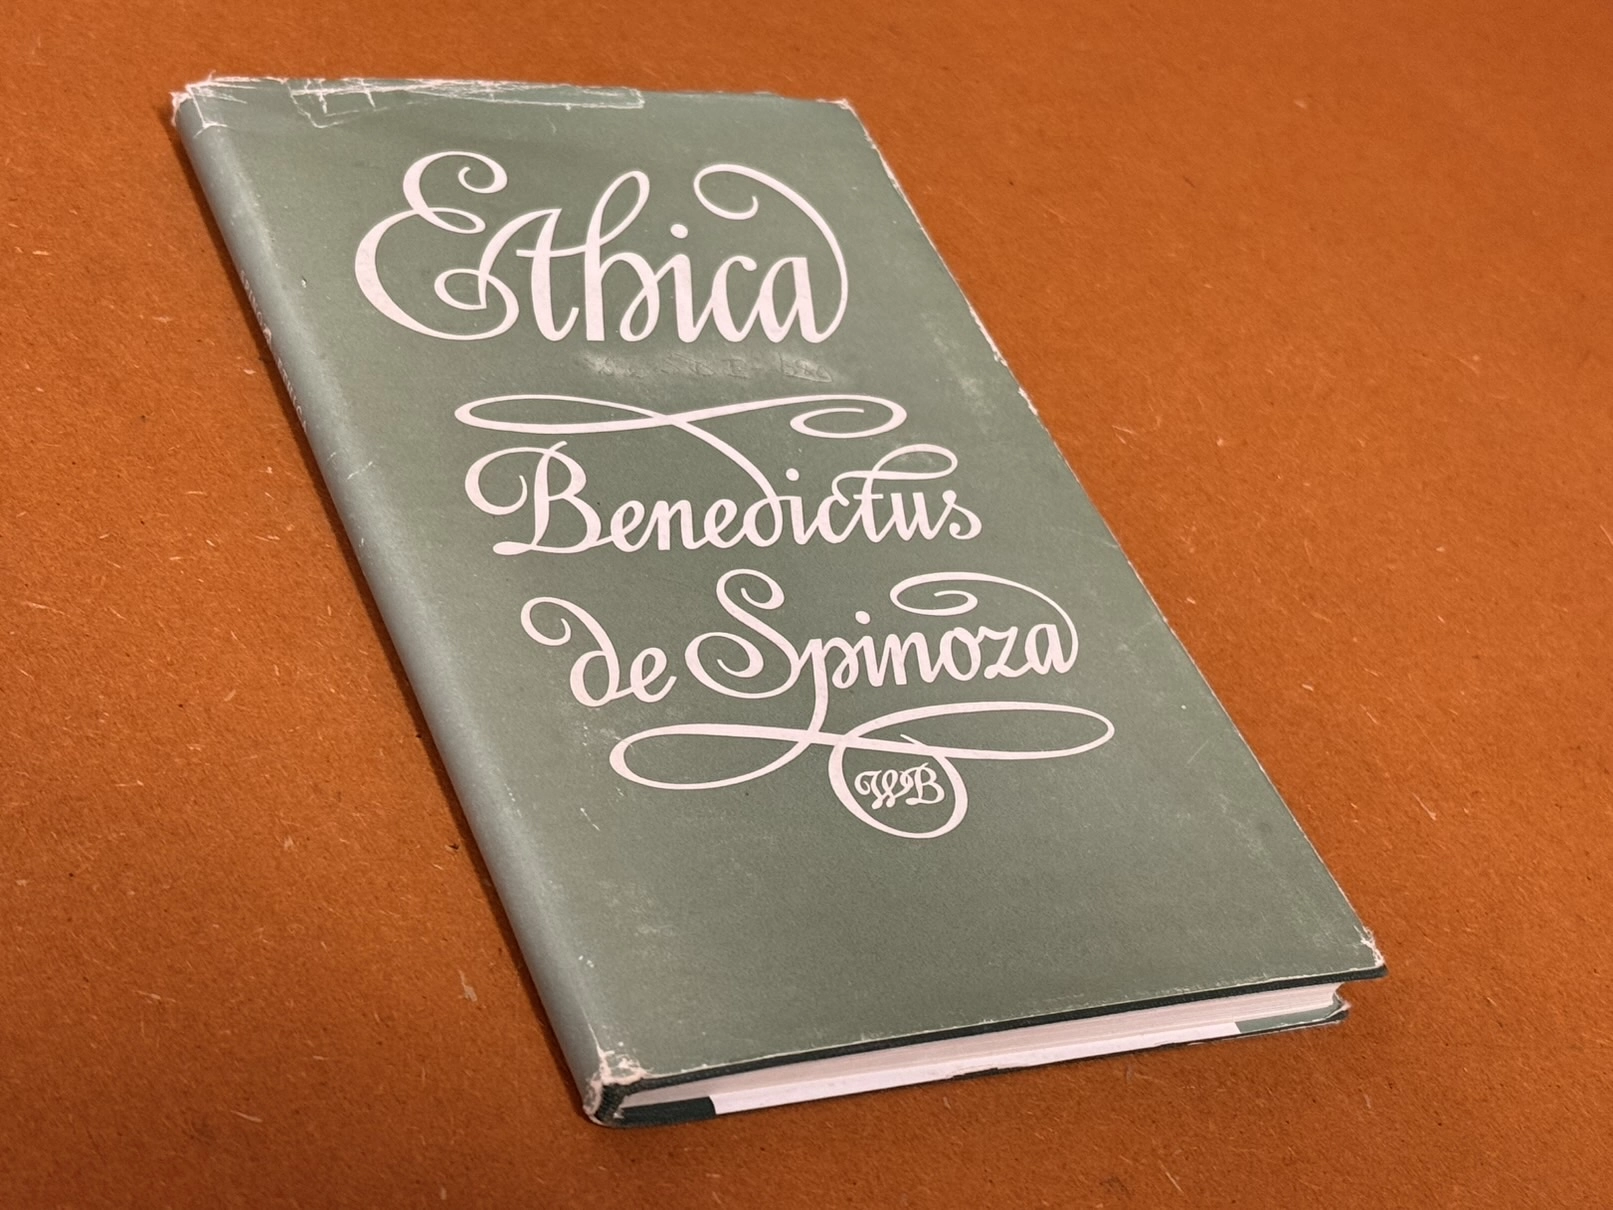 Ethica
Benedictus
de Spinoza
WB